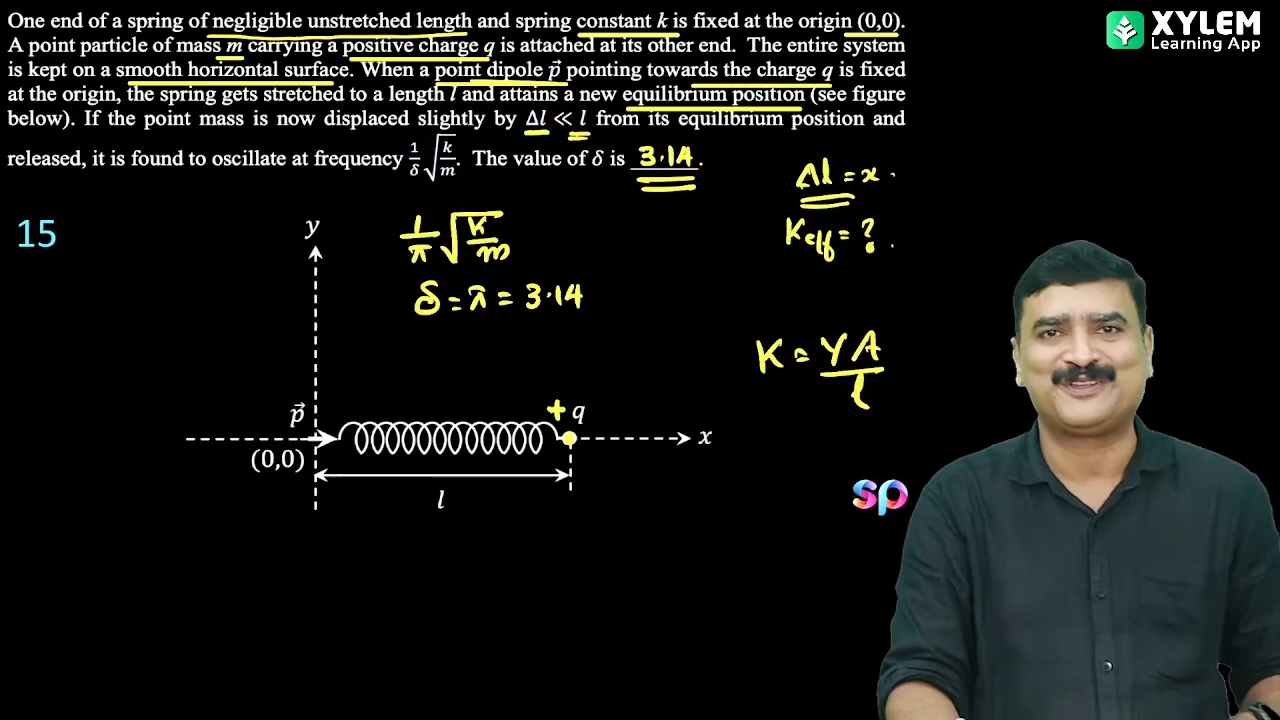 One end of a spring of negligible unstretched length and spring constant k is fixed at the origin (0,0).
A point particle of mass m carrying a positive charge q is attached at its other end. The entire system
is kept on a smooth horizontal surface. When a point dipole p⃗ pointing towards the charge q is fixed
at the origin, the spring gets stretched to a length l and attains a new equilibrium position (see figure
below). If the point mass is now displaced slightly by Δl ≪ l from its equilibrium position and
released, it is found to oscillate at frequency 1/δ √(k/m). The value of δ is 3.14.
XYLEM
Learning App
Δl = x.
Keff = ?.
15
y
1/π √(K/m)
δ = π = 3.14
K = YA/l
p⃗
+ q
x
(0,0)
l
sp